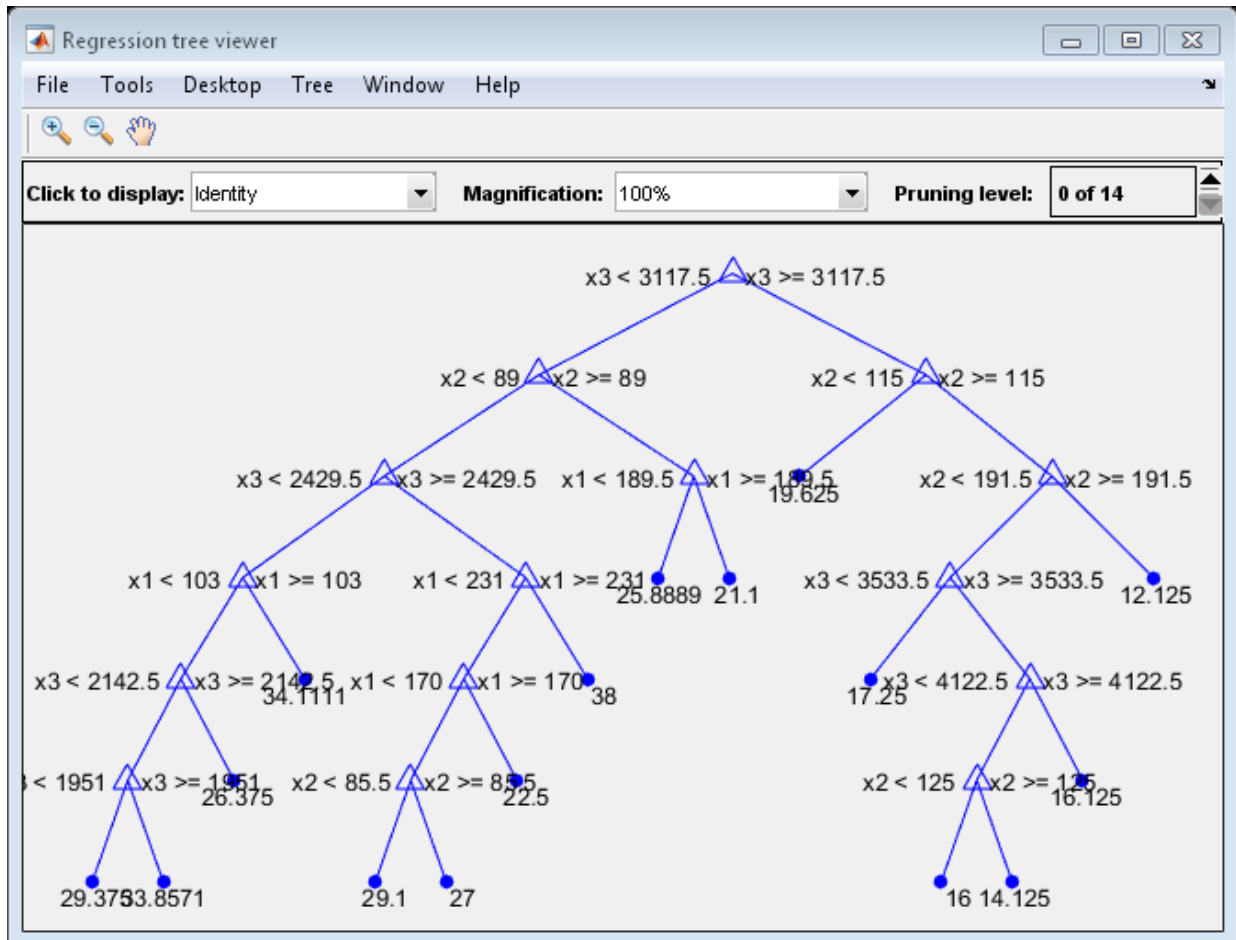 Regression tree viewer
File Tools Desktop Tree Window Help
Click to display: Identity Magnification: 100% Pruning level: 0 of 14
x3 < 3117.5 x3 >= 3117.5
x2 < 89 x2 >= 89 x2 < 115 x2 >= 115
x3 < 2429.5 x3 >= 2429.5 x1 < 189.5 x1 >= 189.5 x2 < 191.5 x2 >= 191.5
19.625
x1 < 103 x1 >= 103 x1 < 231 x1 >= 231 x3 < 3533.5 x3 >= 3533.5
25.8889 21.1 12.125
x3 < 2142.5 x3 >= 2142.5 x1 < 170 x1 >= 170 x3 < 4122.5 x3 >= 4122.5
34.1111 38 17.25
< 1951 x3 >= 1951 x2 < 85.5 x2 >= 85.5 x2 < 125 x2 >= 125
26.375 22.5 16.125
29.375 33.8571 29.1 27 16 14.125